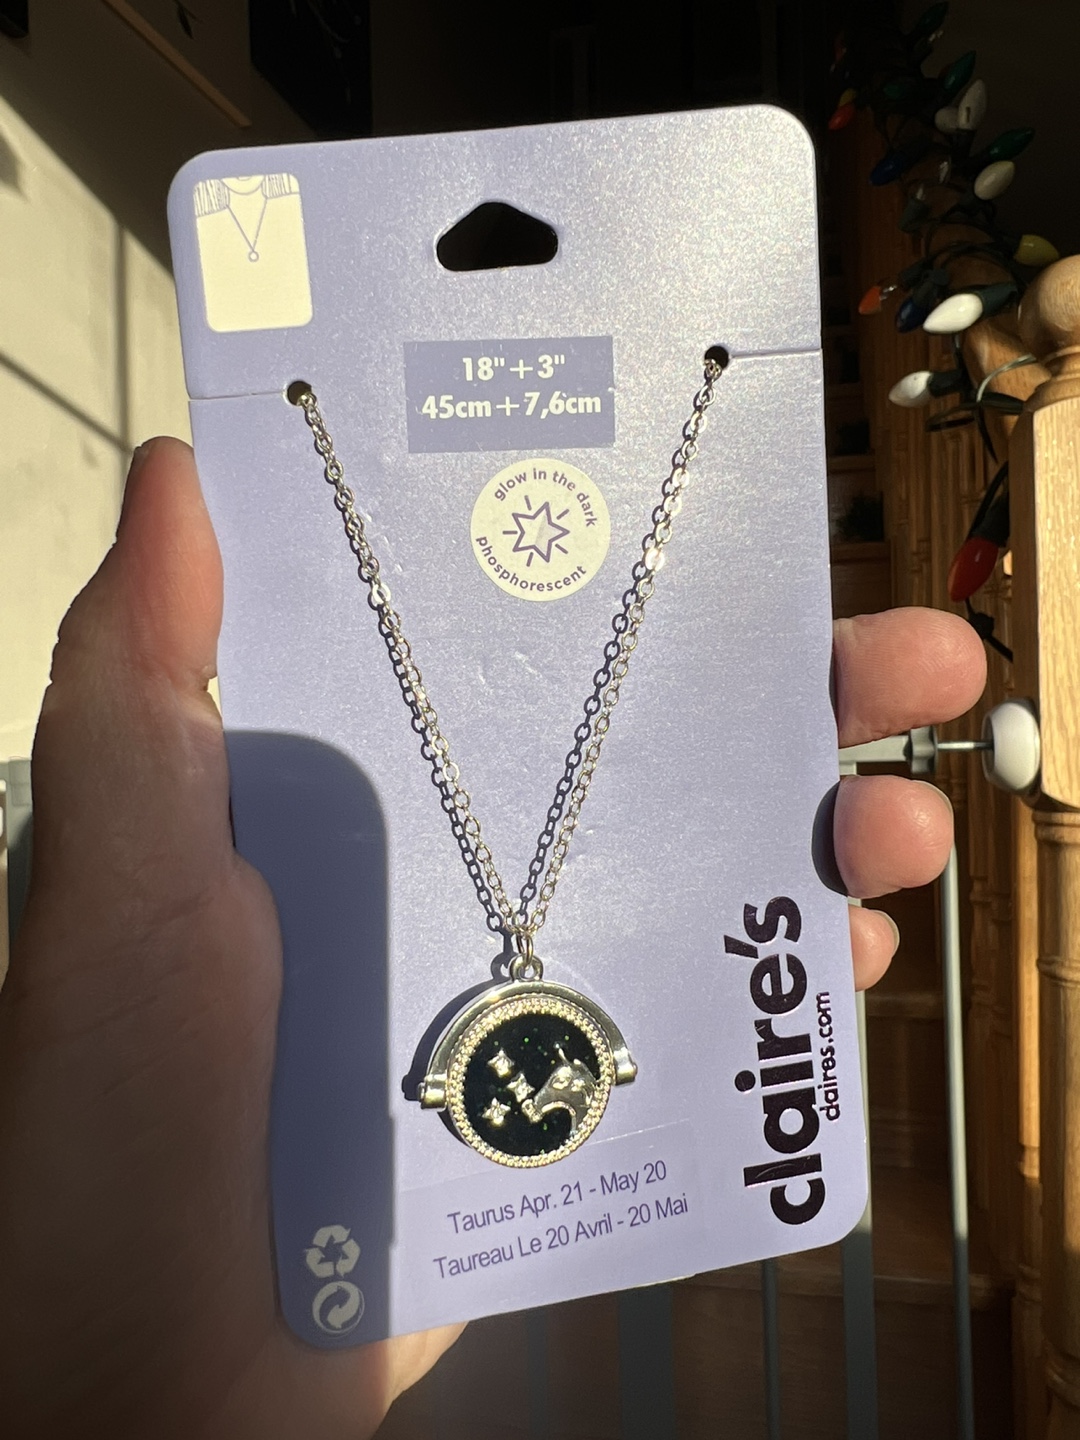 18"+3"
45cm+7,6cm
glow in the dark
phosphorescent
claire's
claires.com
Taurus Apr. 21 - May 20
Taureau Le 20 Avril - 20 Mai